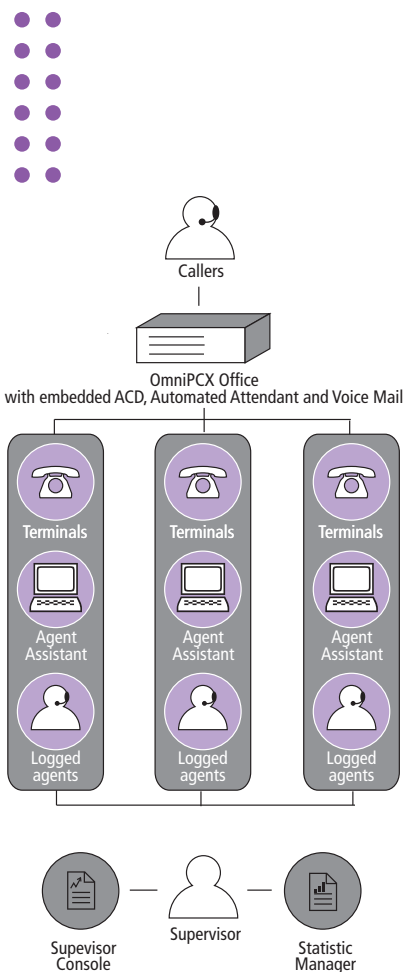 Callers
OmniPCX Office
with embedded ACD, Automated Attendant and Voice Mail
Terminals
Terminals
Terminals
Agent
Assistant
Agent
Assistant
Agent
Assistant
Logged
agents
Logged
agents
Logged
agents
Supevisor
Console
Supervisor
Statistic
Manager